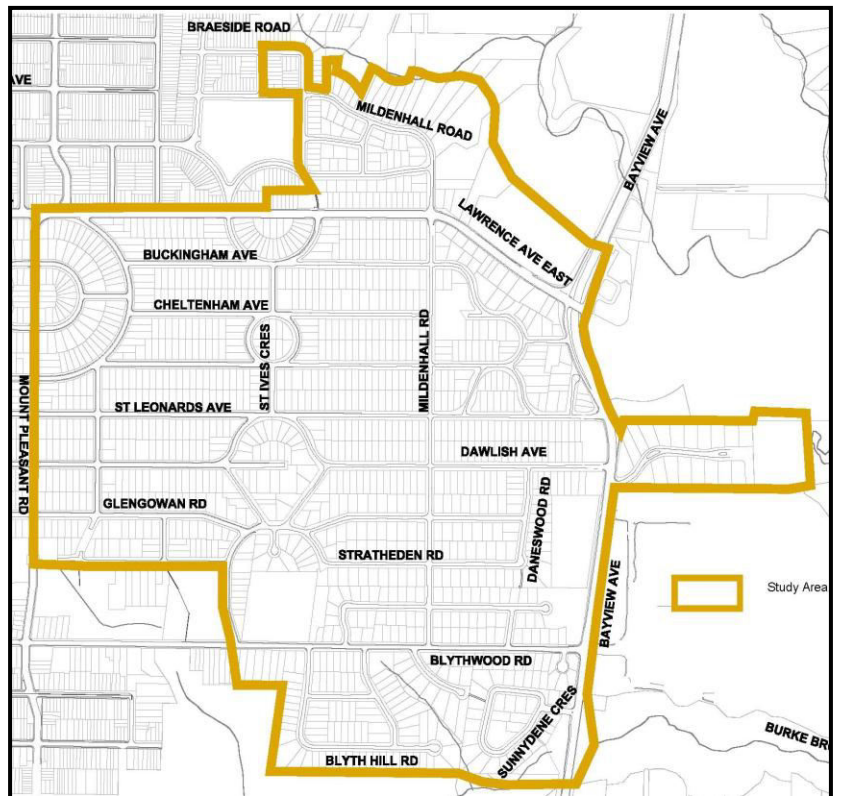 BRAESIDE ROAD
AVE
MILDENHALL ROAD
BAYVIEW AVE
LAWRENCE AVE EAST
BUCKINGHAM AVE
CHELTENHAM AVE
ST IVES CRES
MILDENHALL RD
MOUNT PLEASANT RD
ST LEONARDS AVE
DAWLISH AVE
GLENGOWAN RD
DANESWOOD RD
STRATHEDEN RD
BAYVIEW AVE
Study Area
BLYTHWOOD RD
SUNNYDENE CRES
BURKE BR
BLYTH HILL RD